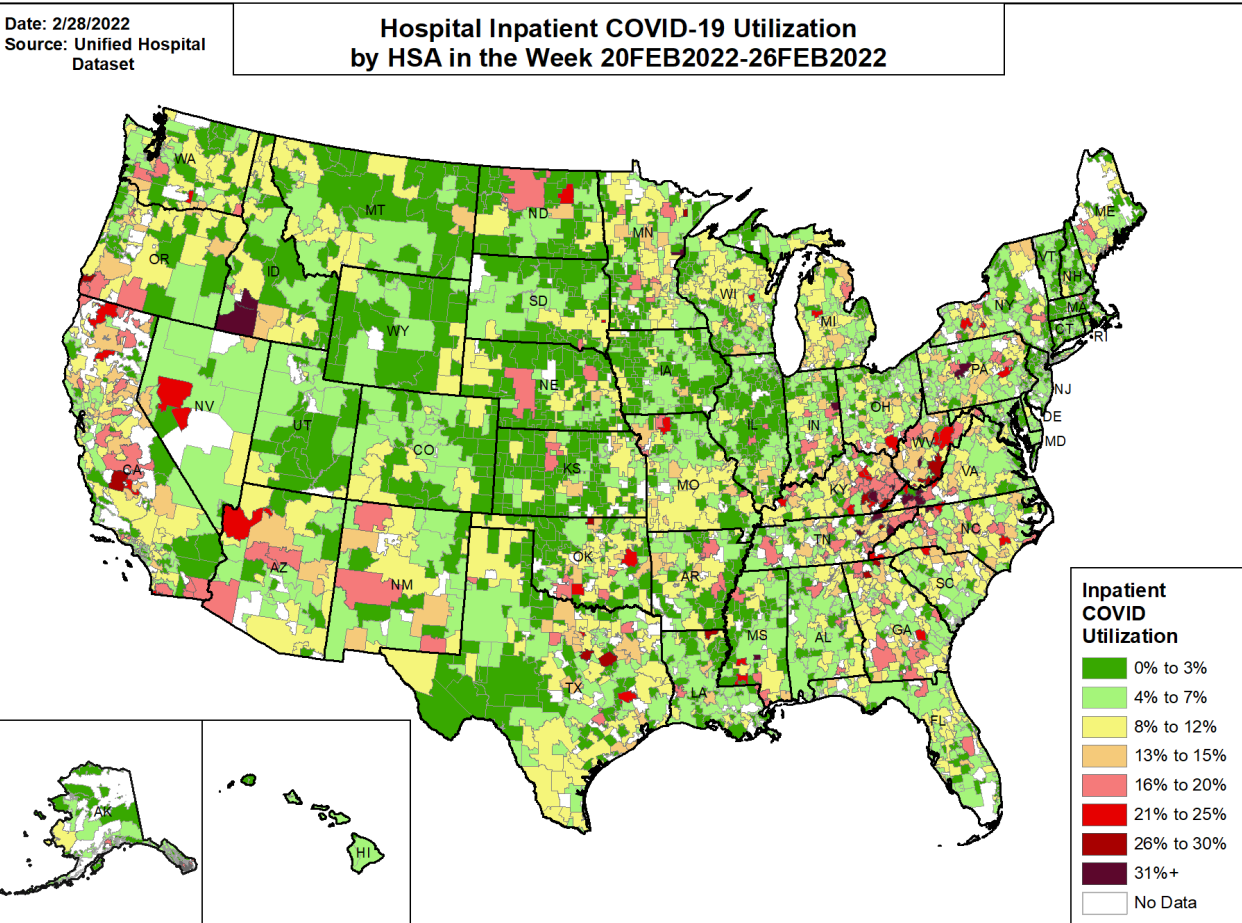 Date: 2/28/2022
Source: Unified Hospital
Dataset
Hospital Inpatient COVID-19 Utilization
by HSA in the Week 20FEB2022-26FEB2022
WA
MT
ND
MN
ME
OR
ID
SD
WI
VT
NH
NY
MA
WY
MI
CT
RI
NE
IA
PA
NV
NJ
UT
OH
DE
CO
IL
IN
WV
MD
CA
KS
MO
KY
VA
OK
TN
NC
AZ
NM
AR
SC
MS
AL
GA
TX
LA
FL
AK
HI
Inpatient
COVID
Utilization
0% to 3%
4% to 7%
8% to 12%
13% to 15%
16% to 20%
21% to 25%
26% to 30%
31%+
No Data